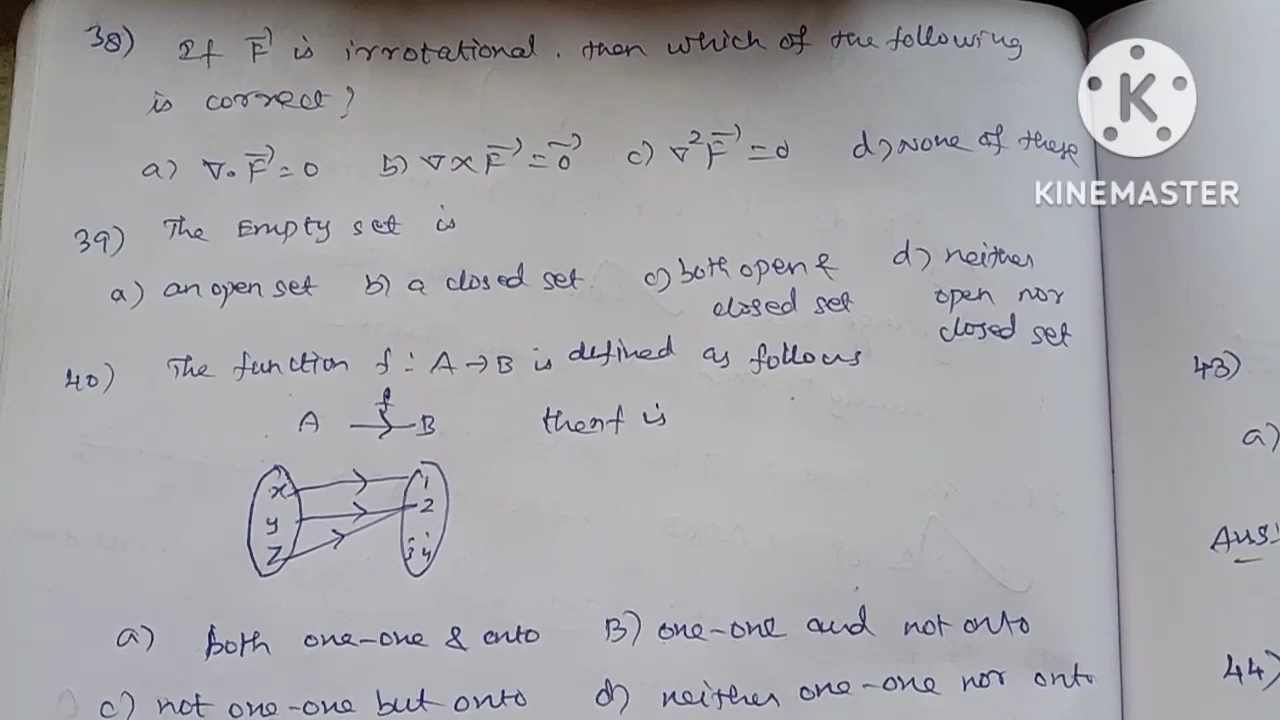 38) If F⃗ is irrotational. then which of the following
is correct?
a) ∇. F⃗ = 0 b) ∇ x F⃗ = 0⃗ c) ∇²F⃗ = 0 d) None of these
K
KINEMASTER
39) The Empty set is
a) an open set b) a closed set c) both open & closed set d) neither open nor closed set
40) The function f : A → B is defined as follows
A f→ B then f is
x 1
y 2
z
a) both one-one & onto B) one-one and not onto
c) not one-one but onto d) neither one-one nor onto
43)
a)
Ans:
44)